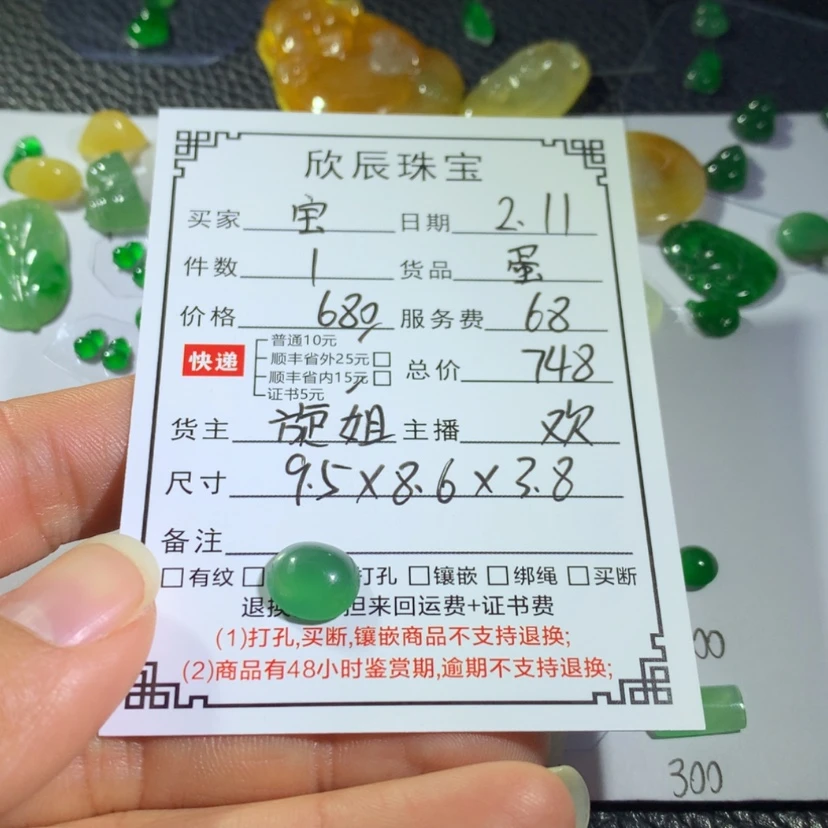 欣辰珠宝
买家 宝 日期 2.11
件数 1 货品 蛋
价格 680 服务费 68
快递 普通10元
顺丰省外25元□
顺丰省内15元□
证书5元
总价 748
货主 旋姐 主播 欢
尺寸 9.5×8.6×3.8
备注
□有纹 □ 打孔 □镶嵌 □绑绳 □买断
退换 担来回运费+证书费
(1)打孔,买断,镶嵌商品不支持退换;
(2)商品有48小时鉴赏期,逾期不支持退换;
00
300